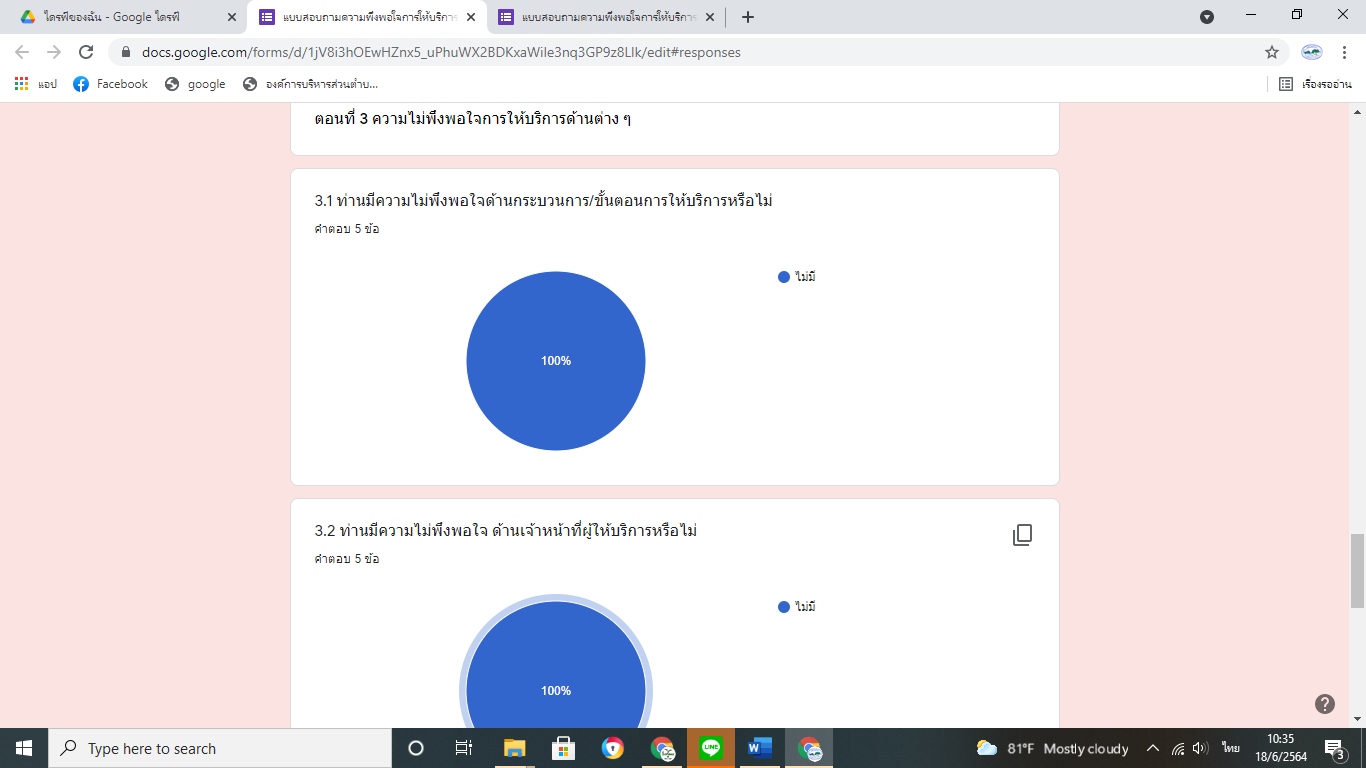 ไดรฟ์ของฉัน - Google ไดรฟ์
แบบสอบถามความพึงพอใจการให้บริการ
แบบสอบถามความพึงพอใจการให้บริการ
docs.google.com/forms/d/1jV8i3hOEwHZnx5_uPhuWX2BDKxaWiIe3nq3GP9z8LIk/edit#responses
แอป
Facebook
google
องค์การบริหารส่วนตำบ...
เรื่องรออ่าน
ตอนที่ 3 ความไม่พึงพอใจการให้บริการด้านต่าง ๆ
3.1 ท่านมีความไม่พึงพอใจด้านกระบวนการ/ขั้นตอนการให้บริการหรือไม่
คำตอบ 5 ข้อ
ไม่มี
100%
3.2 ท่านมีความไม่พึงพอใจ ด้านเจ้าหน้าที่ผู้ให้บริการหรือไม่
คำตอบ 5 ข้อ
ไม่มี
100%
Type here to search
LINE
W
81°F Mostly cloudy
ไทย
10:35
18/6/2564
3